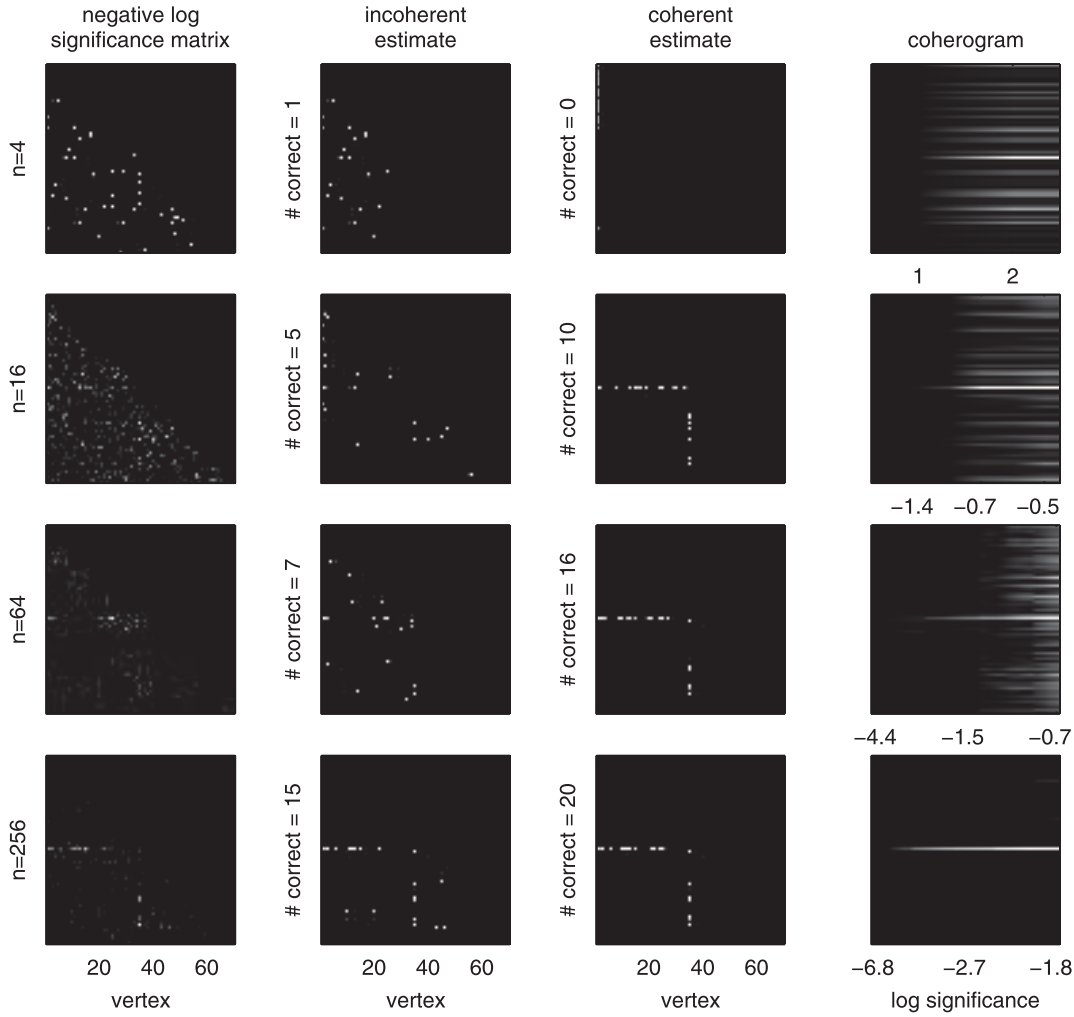 negative log
significance matrix
incoherent
estimate
coherent
estimate
coherogram
n=4
# correct = 1
# correct = 0
1 2
n=16
# correct = 5
# correct = 10
−1.4 −0.7 −0.5
n=64
# correct = 7
# correct = 16
−4.4 −1.5 −0.7
n=256
# correct = 15
# correct = 20
20 40 60
20 40 60
20 40 60
−6.8 −2.7 −1.8
vertex
vertex
vertex
log significance